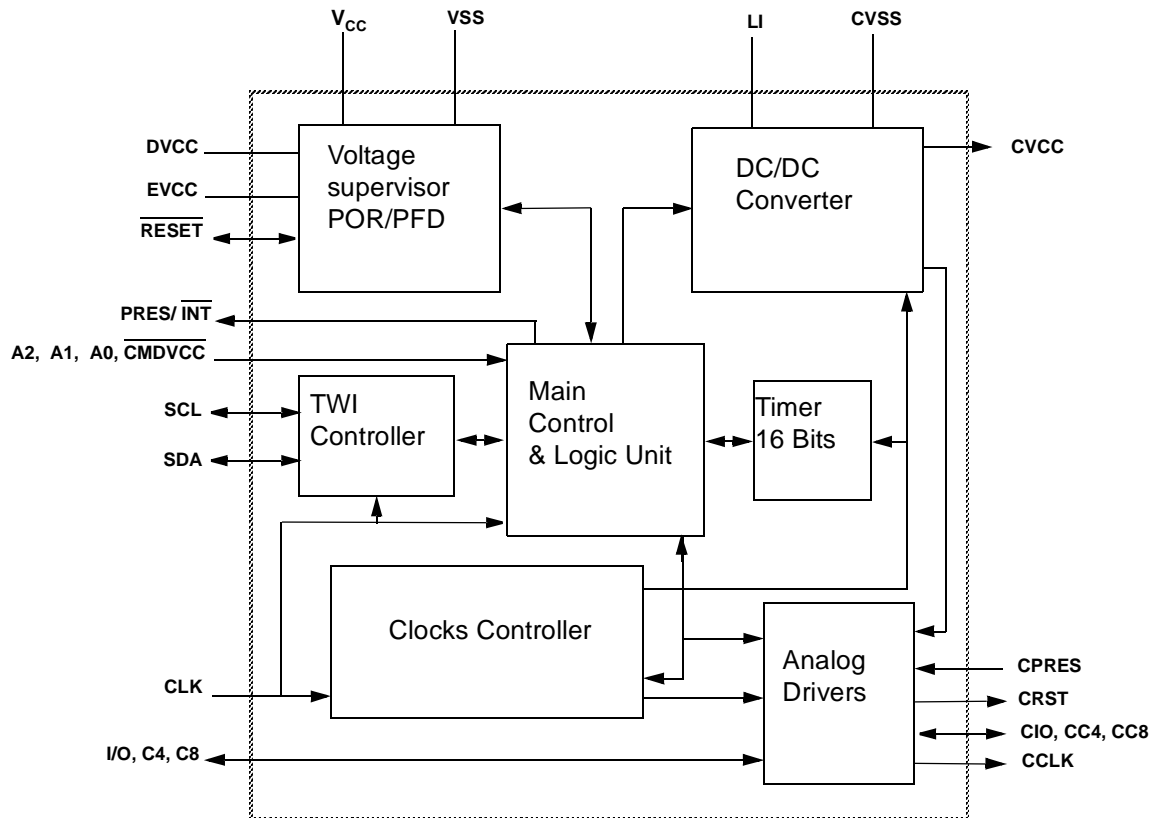 V_CC VSS LI CVSS
DVCC
EVCC
RESET
Voltage
supervisor
POR/PFD
DC/DC
Converter
CVCC
PRES/ INT
A2, A1, A0, CMDVCC
SCL
SDA
TWI
Controller
Main
Control
& Logic Unit
Timer
16 Bits
Clocks Controller
Analog
Drivers
CLK
I/O, C4, C8
CPRES
CRST
CIO, CC4, CC8
CCLK